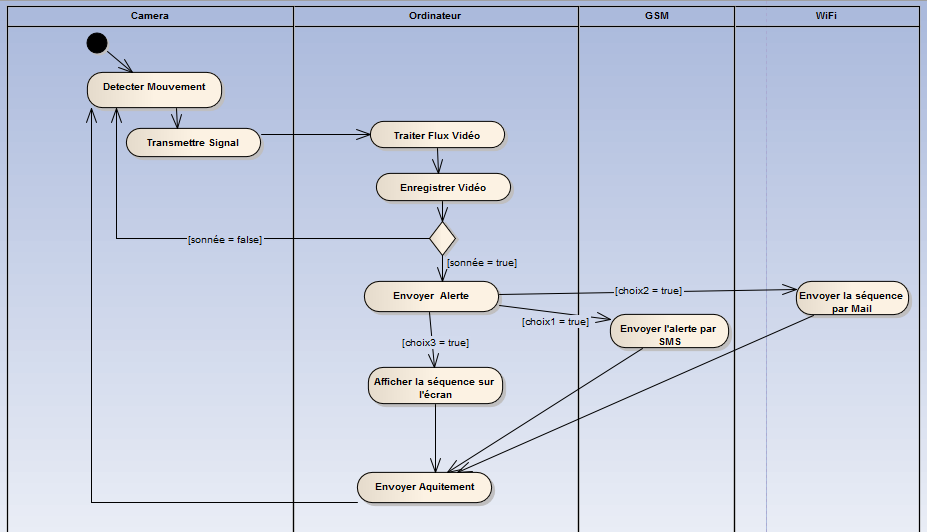 Camera
Ordinateur
GSM
WiFi
Detecter Mouvement
Transmettre Signal
Traiter Flux Vidéo
Enregistrer Vidéo
[sonnée = false]
[sonnée = true]
Envoyer Alerte
[choix2 = true]
Envoyer la séquence
par Mail
[choix1 = true]
Envoyer l'alerte par
SMS
[choix3 = true]
Afficher la séquence sur
l'écran
Envoyer Aquitement